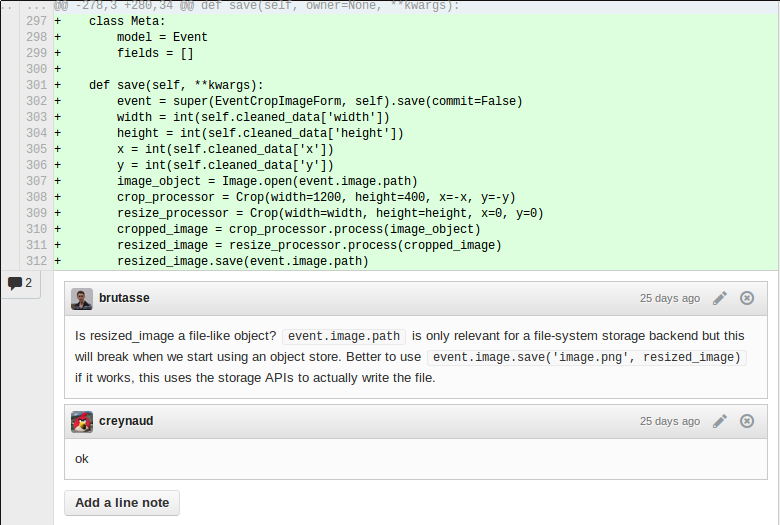 ... ... @@ -278,3 +280,34 @@ def save(self, owner=None, **kwargs):
297 +    class Meta:
298 +        model = Event
299 +        fields = []
300 +
301 +    def save(self, **kwargs):
302 +        event = super(EventCropImageForm, self).save(commit=False)
303 +        width = int(self.cleaned_data['width'])
304 +        height = int(self.cleaned_data['height'])
305 +        x = int(self.cleaned_data['x'])
306 +        y = int(self.cleaned_data['y'])
307 +        image_object = Image.open(event.image.path)
308 +        crop_processor = Crop(width=1200, height=400, x=-x, y=-y)
309 +        resize_processor = Crop(width=width, height=height, x=0, y=0)
310 +        cropped_image = crop_processor.process(image_object)
311 +        resized_image = resize_processor.process(cropped_image)
312 +        resized_image.save(event.image.path)
2
brutasse 25 days ago
Is resized_image a file-like object? event.image.path is only relevant for a file-system storage backend but this
will break when we start using an object store. Better to use event.image.save('image.png', resized_image)
if it works, this uses the storage APIs to actually write the file.
creynaud 25 days ago
ok
Add a line note